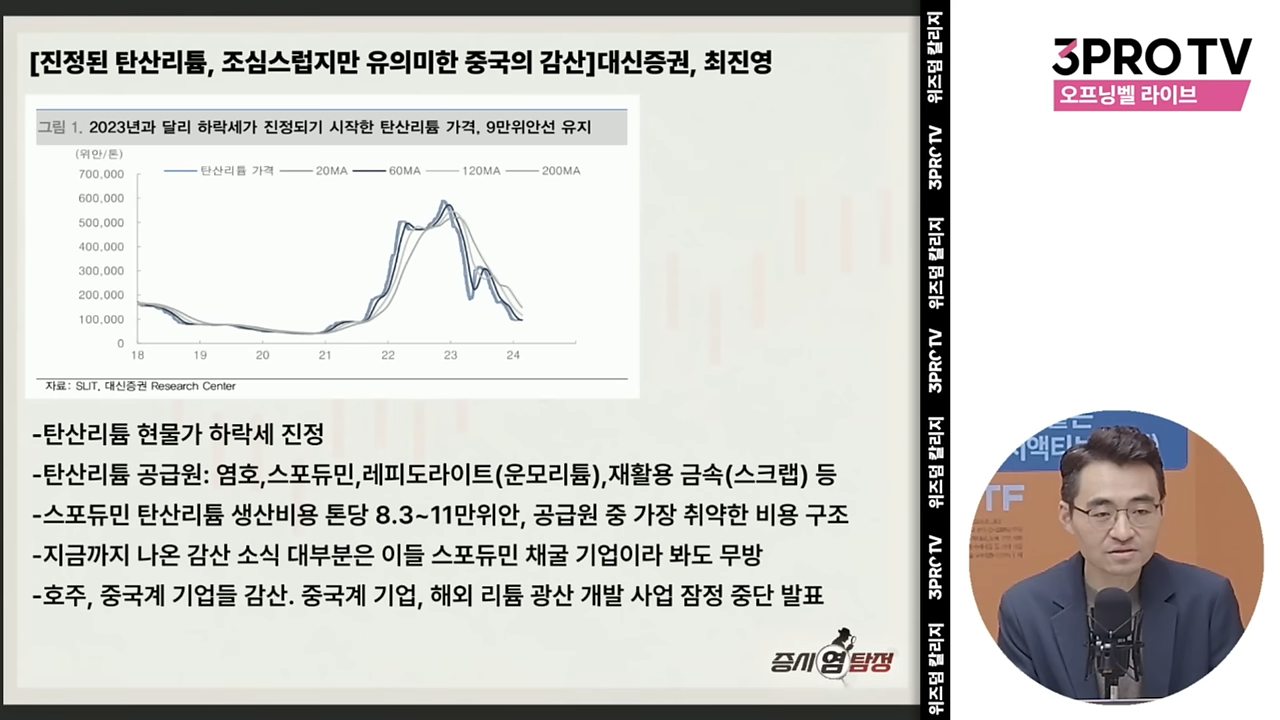 [진정된 탄산리튬, 조심스럽지만 유의미한 중국의 감산]대신증권, 최진영
그림 1. 2023년과 달리 하락세가 진정되기 시작한 탄산리튬 가격, 9만위안선 유지
(위안/톤)
탄산리튬 가격 20MA 60MA 120MA 200MA
700,000
600,000
500,000
400,000
300,000
200,000
100,000
0
18 19 20 21 22 23 24
자료: SLIT, 대신증권 Research Center
-탄산리튬 현물가 하락세 진정
-탄산리튬 공급원: 염호,스포듀민,레피도라이트(운모리튬),재활용 금속(스크랩) 등
-스포듀민 탄산리튬 생산비용 톤당 8.3~11만위안, 공급원 중 가장 취약한 비용 구조
-지금까지 나온 감산 소식 대부분은 이들 스포듀민 채굴 기업이라 봐도 무방
-호주, 중국계 기업들 감산. 중국계 기업, 해외 리튬 광산 개발 사업 잠정 중단 발표
증시 염탐정
위즈덤 칼리지
3PROTV
위즈덤 칼리지
3PROTV
위즈덤 칼리지
3PROTV
위즈덤 칼리지
3PROTV
오프닝벨 라이브
TF